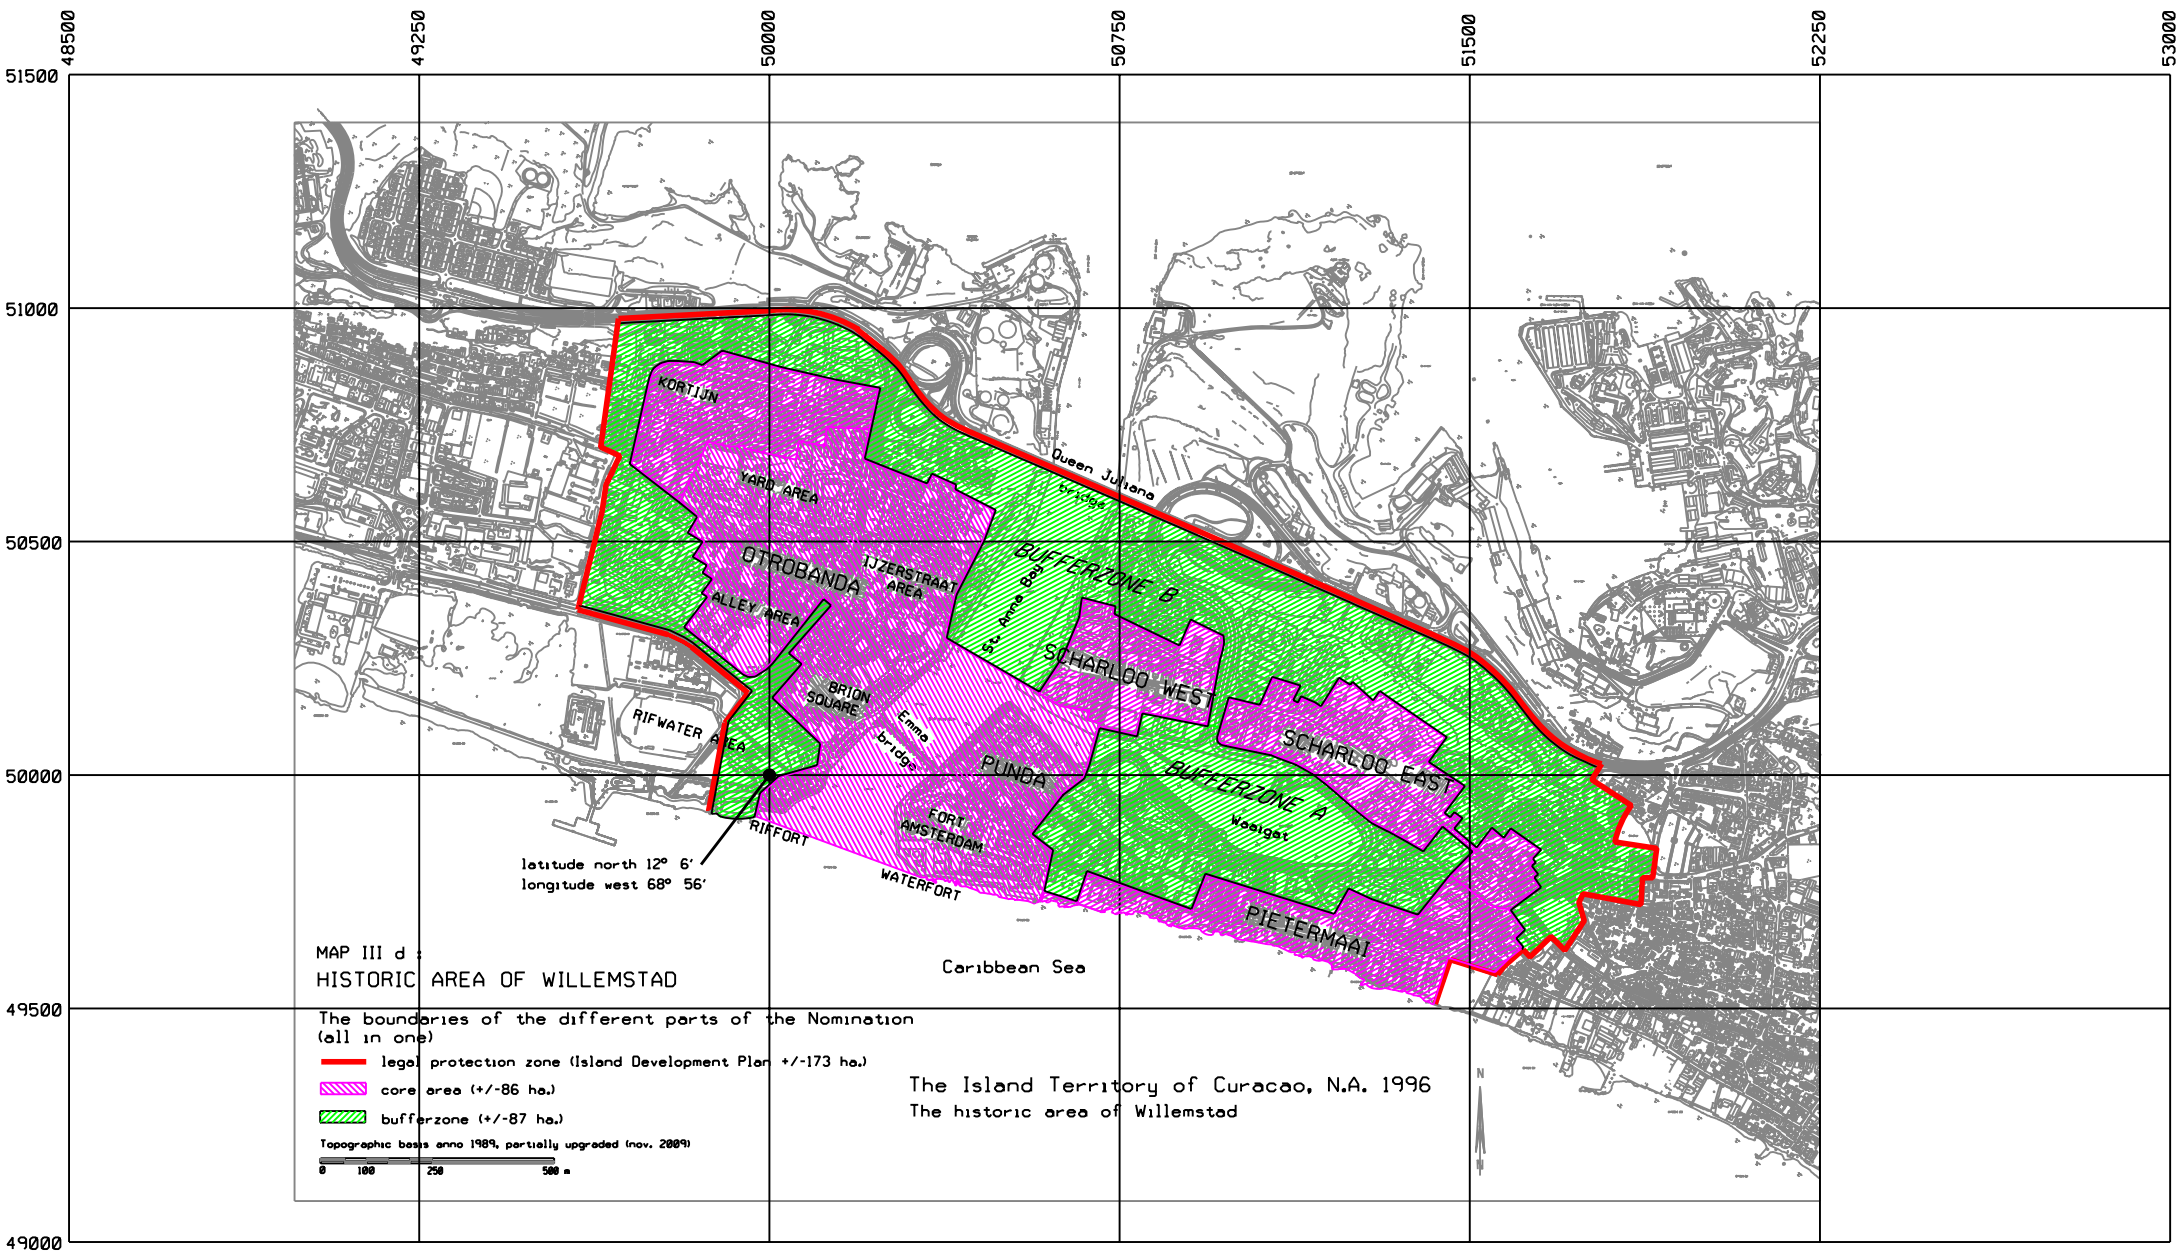 48500
49250
50000
50750
51500
522250
53000
51500
51000
50500
50000
49500
49000
KORTIJN
YARD AREA
OTROBANDA
IJZERSTRAAT
AREA
ALLEY AREA
BRION
SQUARE
RIFWATER AREA
Queen Juliana
bridge
BUFFERZONE B
St. Anna Bay
SCHARLOO WEST
SCHARLOO EAST
Emma
bridge
PUNDA
BUFFERZONE A
Waaigat
FORT
AMSTERDAM
RIFFORT
WATERFORT
PIETERMAAI
latitude north 12° 6'
longitude west 68° 56'
Caribbean Sea
MAP III d :
HISTORIC AREA OF WILLEMSTAD
The boundaries of the different parts of the Nomination
(all in one)
legal protection zone (Island Development Plan +/-173 ha.)
core area (+/-86 ha.)
bufferzone (+/-87 ha.)
Topographic basis anno 1989, partially upgraded (nov. 2009)
0 100 250 500 m
The Island Territory of Curacao, N.A. 1996
The historic area of Willemstad
N
N